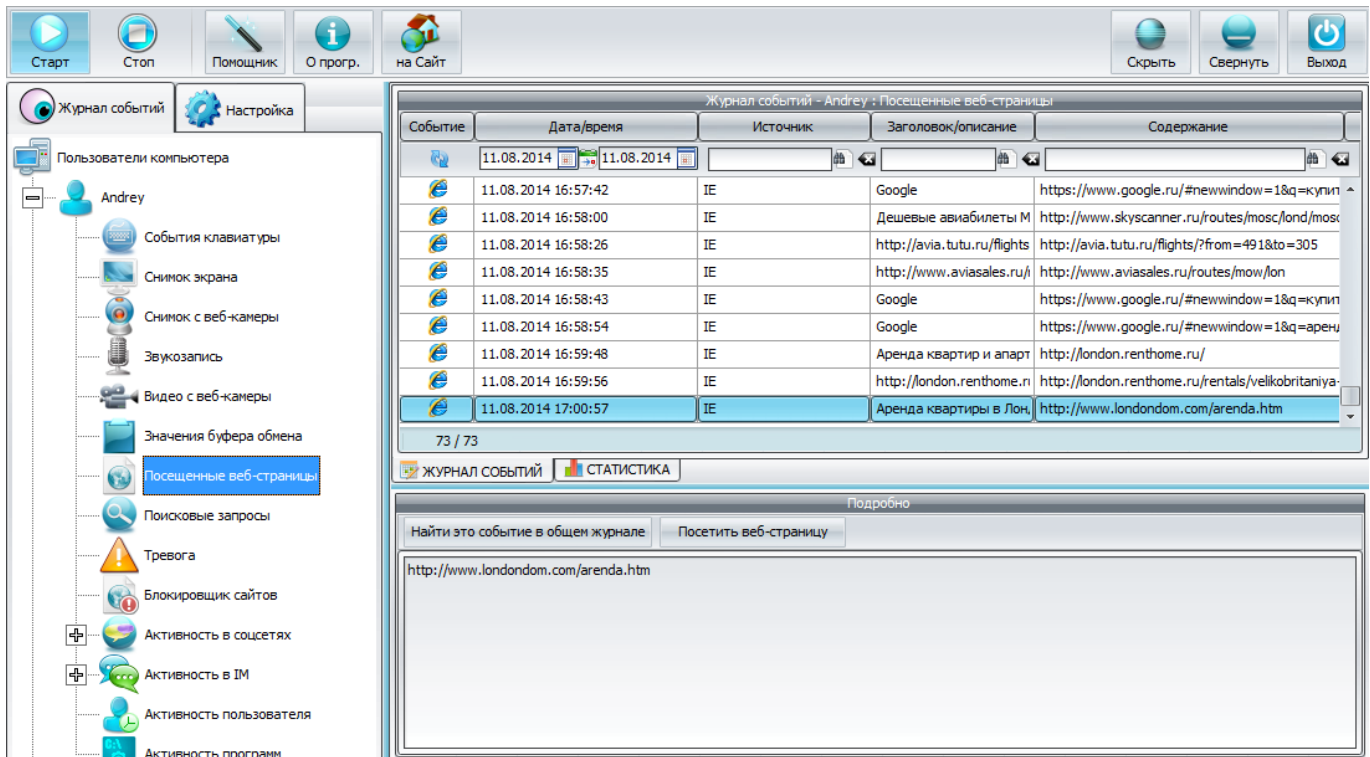 Старт Стоп Помощник О прогр. на Сайт Скрыть Свернуть Выход
Журнал событий Настройка
Пользователи компьютера
Andrey
События клавиатуры
Снимок экрана
Снимок с веб-камеры
Звукозапись
Видео с веб-камеры
Значения буфера обмена
Посещенные веб-страницы
Поисковые запросы
Тревога
Блокировщик сайтов
Активность в соцсетях
Активность в IM
Активность пользователя
Активность программ
Журнал событий - Andrey : Посещенные веб-страницы
Событие Дата/время Источник Заголовок/описание Содержание
11.08.2014 11.08.2014
11.08.2014 16:57:42 IE Google https://www.google.ru/#newwindow=1&q=купит
11.08.2014 16:58:00 IE Дешевые авиабилеты М http://www.skyscanner.ru/routes/mosc/lond/mosc
11.08.2014 16:58:26 IE http://avia.tutu.ru/flights http://avia.tutu.ru/flights/?from=491&to=305
11.08.2014 16:58:35 IE http://www.aviasales.ru/ http://www.aviasales.ru/routes/mow/lon
11.08.2014 16:58:43 IE Google https://www.google.ru/#newwindow=1&q=купит
11.08.2014 16:58:54 IE Google https://www.google.ru/#newwindow=1&q=аренд
11.08.2014 16:59:48 IE Аренда квартир и апарт http://london.renthome.ru/
11.08.2014 16:59:56 IE http://london.renthome.ru http://london.renthome.ru/rentals/velikobritaniya-
11.08.2014 17:00:57 IE Аренда квартиры в Лон, http://www.londondom.com/arenda.htm
73 / 73
ЖУРНАЛ СОБЫТИЙ СТАТИСТИКА
Подробно
Найти это событие в общем журнале Посетить веб-страницу
http://www.londondom.com/arenda.htm